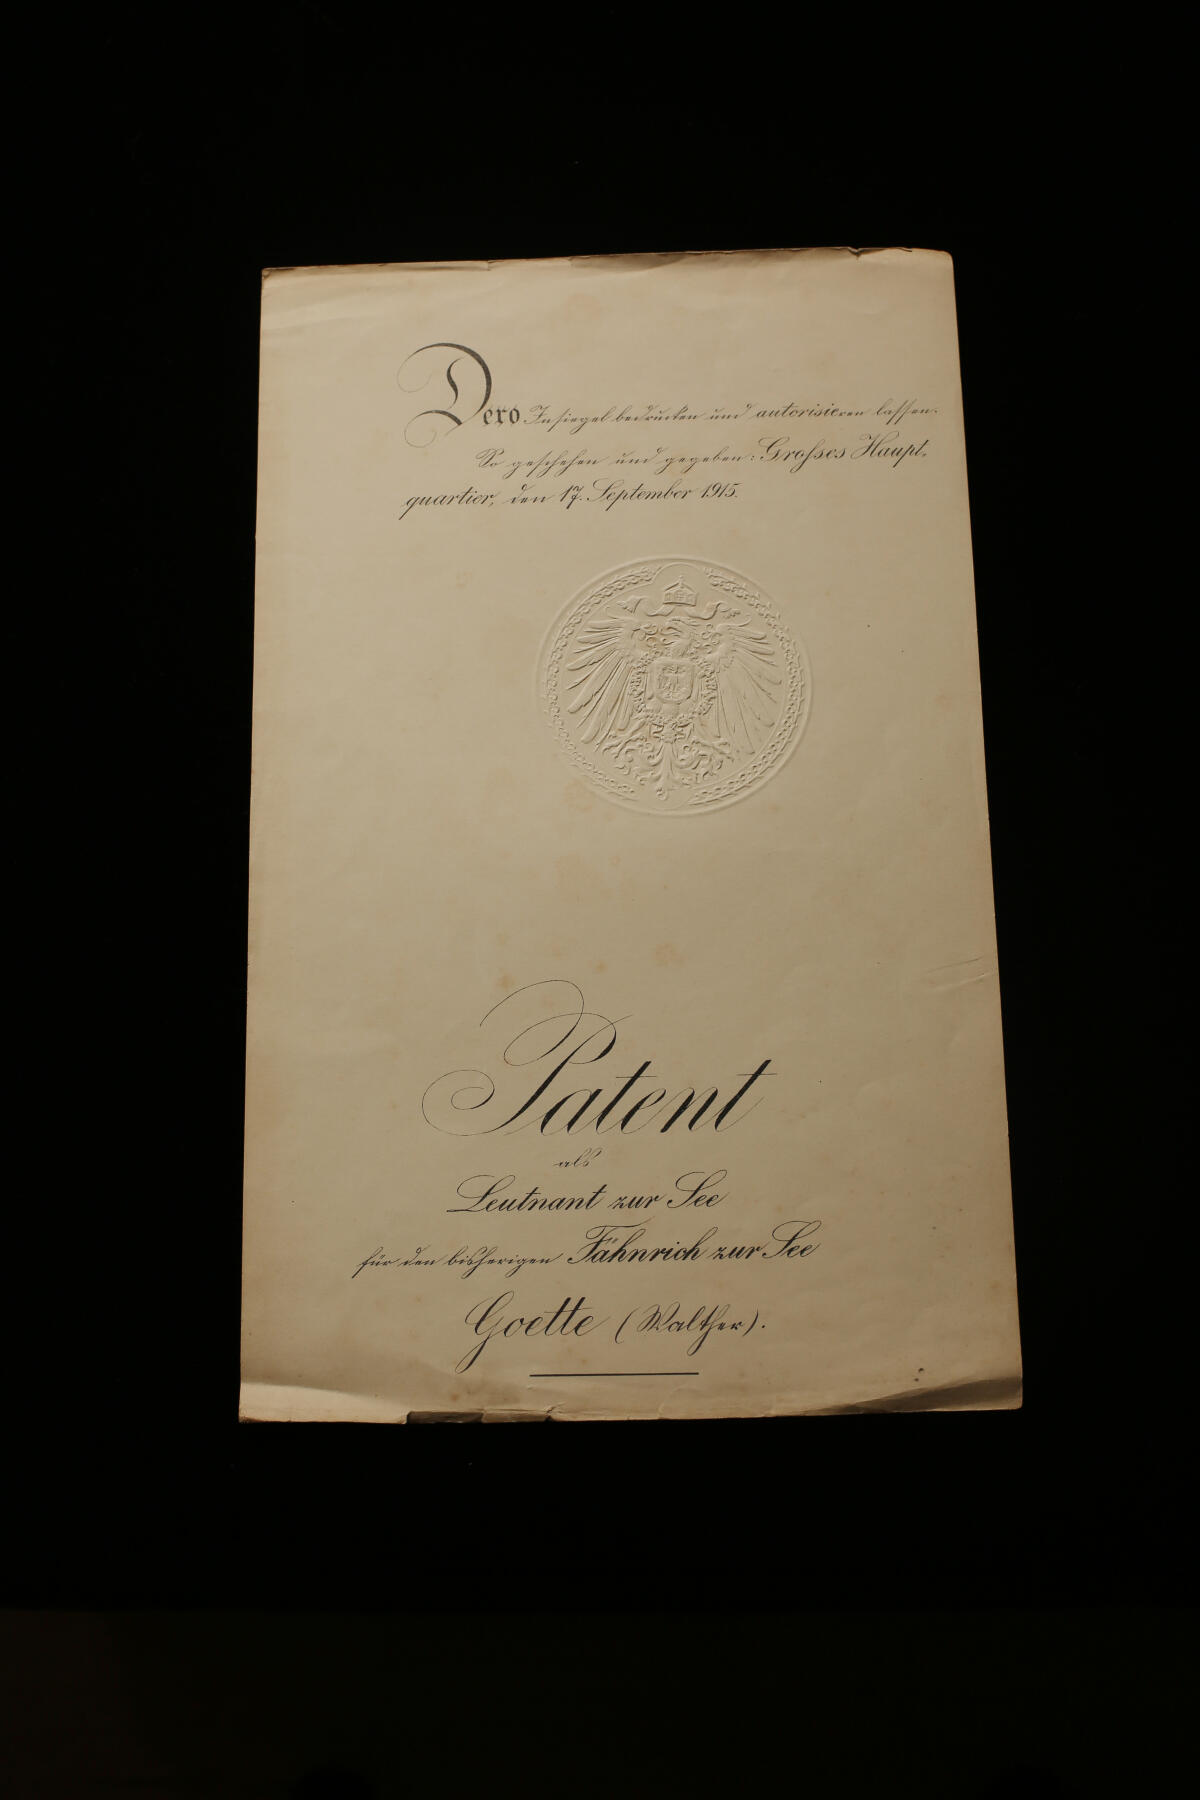 Dero Insiegel bedrucken und autorisieren lassen.
So geschehen und gegeben: Grosses Haupt-
quartier, den 17. September 1915.
Patent
als
Leutnant zur See
für den bisherigen Fähnrich zur See
Goette (Walther).